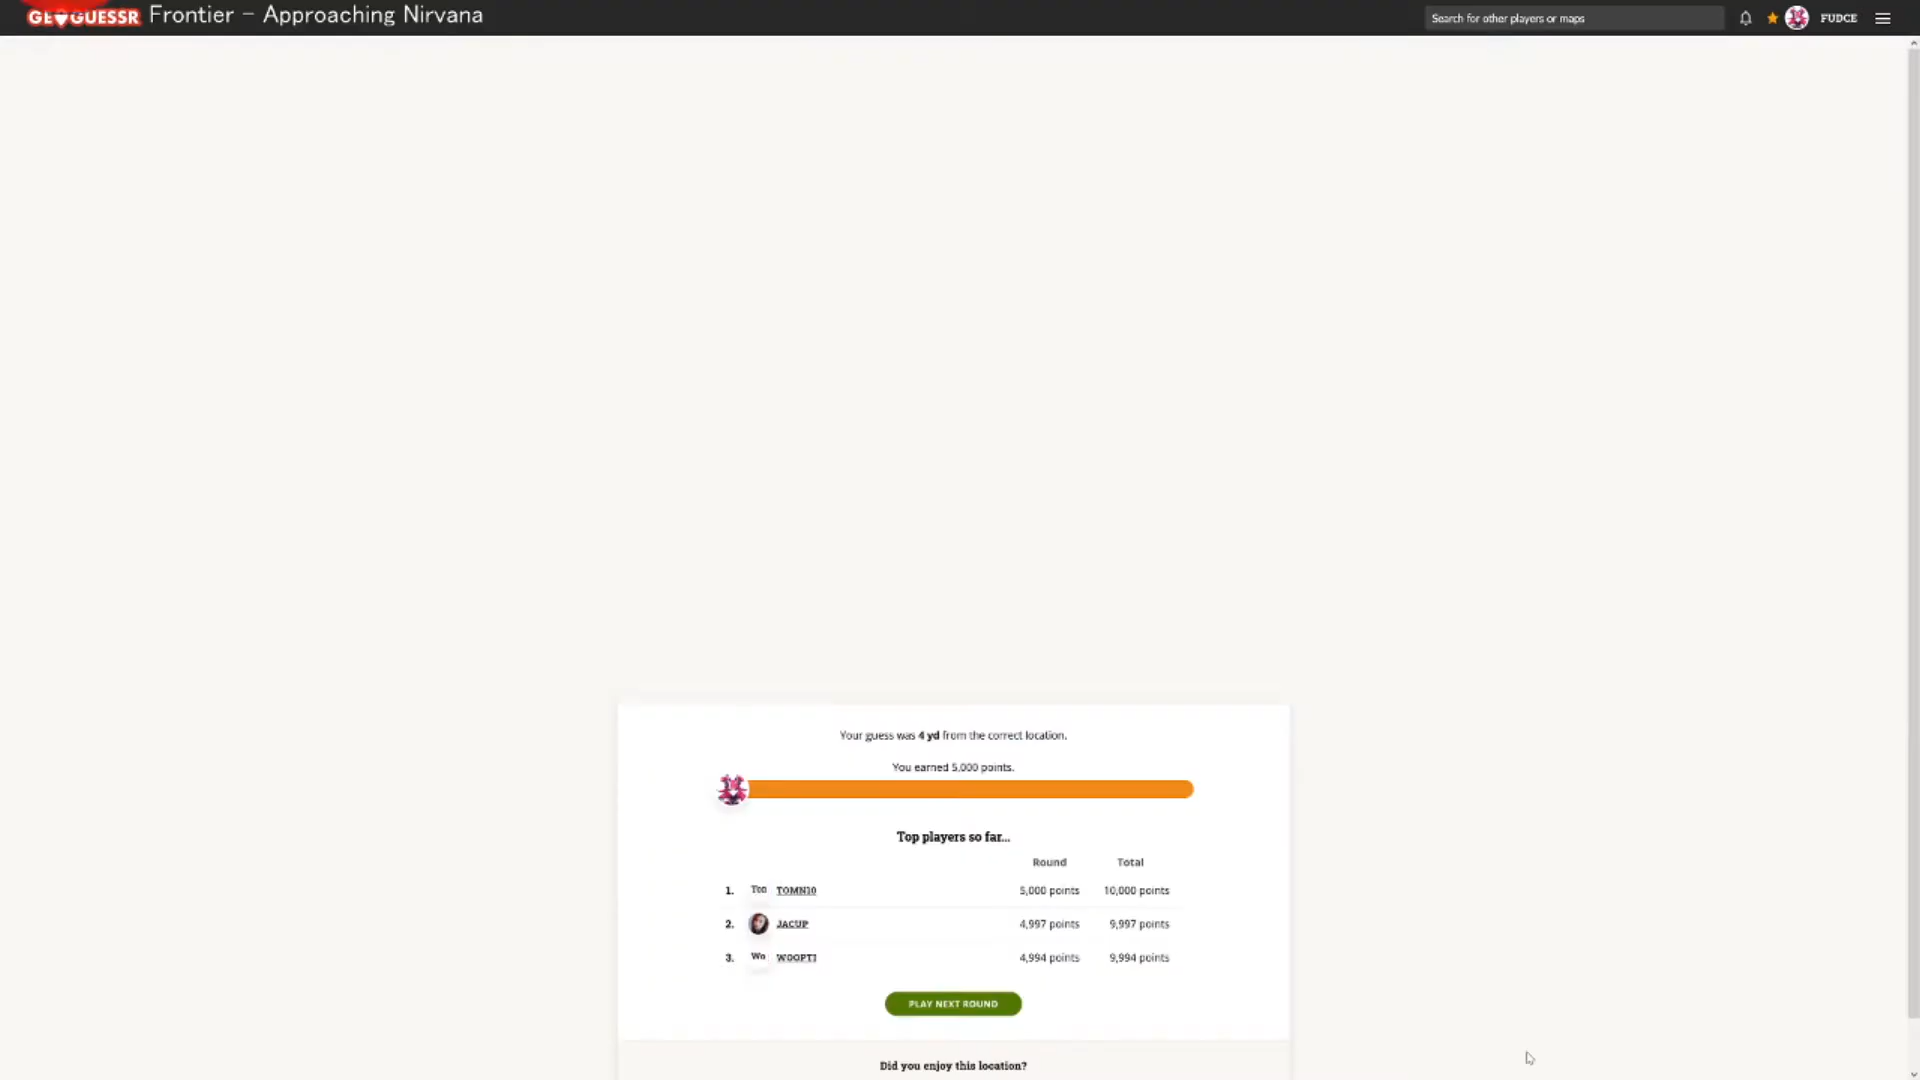 GEOGUESSR Frontier - Approaching Nirvana
Search for other players or maps
FUDCE
Your guess was 4 yd from the correct location.
You earned 5,000 points.
Top players so far...
Round Total
1. Ton TOMN10 5,000 points 10,000 points
2. JACUP 4,997 points 9,997 points
3. Wo WOOPTI 4,994 points 9,994 points
PLAY NEXT ROUND
Did you enjoy this location?